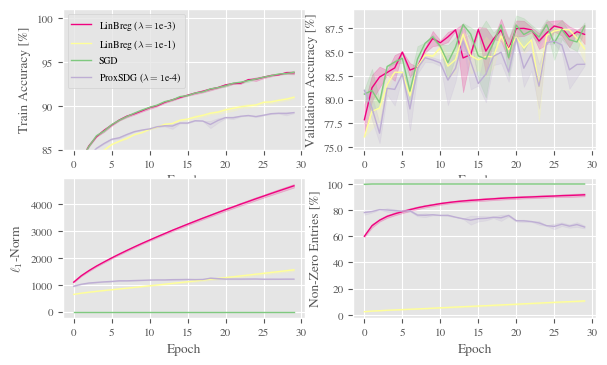 Train Accuracy [%]
100
95
90
85
LinBreg (λ = 1e-3)
LinBreg (λ = 1e-1)
SGD
ProxSDG (λ = 1e-4)
0 5 10 15 20 25 30
Epoch
Validation Accuracy [%]
87.5
85.0
82.5
80.0
77.5
75.0
0 5 10 15 20 25 30
Epoch
ℓ1-Norm
4000
3000
2000
1000
0
0 5 10 15 20 25 30
Epoch
Non-Zero Entries [%]
100
80
60
40
20
0
0 5 10 15 20 25 30
Epoch